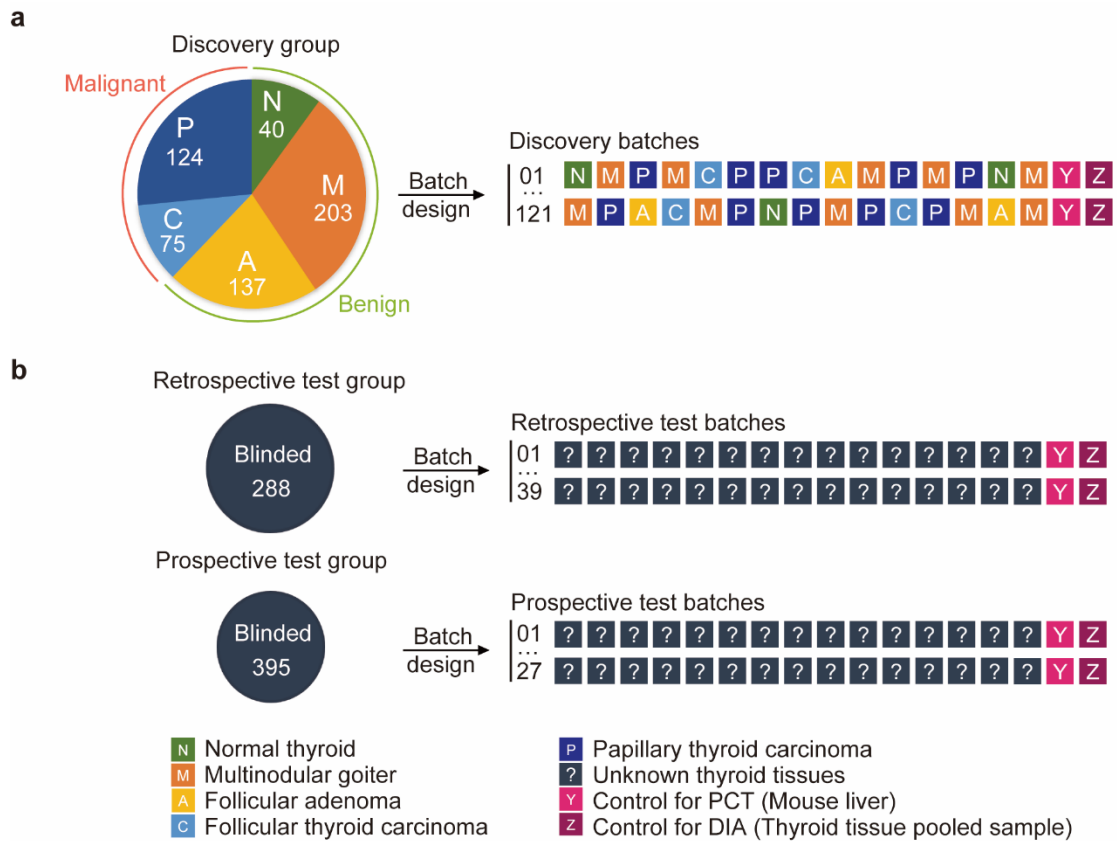 a
Discovery group
Malignant
N
40
P
124
M
203
C
75
A
137
Benign
Batch
design
Discovery batches
01 N M P M C P P C A M P M P N M Y Z
...
121 M P A C M P N P M P C P M A M Y Z
b
Retrospective test group
Blinded
288
Batch
design
Retrospective test batches
01 ? ? ? ? ? ? ? ? ? ? ? ? ? ? ? Y Z
...
39 ? ? ? ? ? ? ? ? ? ? ? ? ? ? ? Y Z
Prospective test group
Blinded
395
Batch
design
Prospective test batches
01 ? ? ? ? ? ? ? ? ? ? ? ? ? ? ? Y Z
...
27 ? ? ? ? ? ? ? ? ? ? ? ? ? ? ? Y Z
N Normal thyroid
M Multinodular goiter
A Follicular adenoma
C Follicular thyroid carcinoma
P Papillary thyroid carcinoma
? Unknown thyroid tissues
Y Control for PCT (Mouse liver)
Z Control for DIA (Thyroid tissue pooled sample)